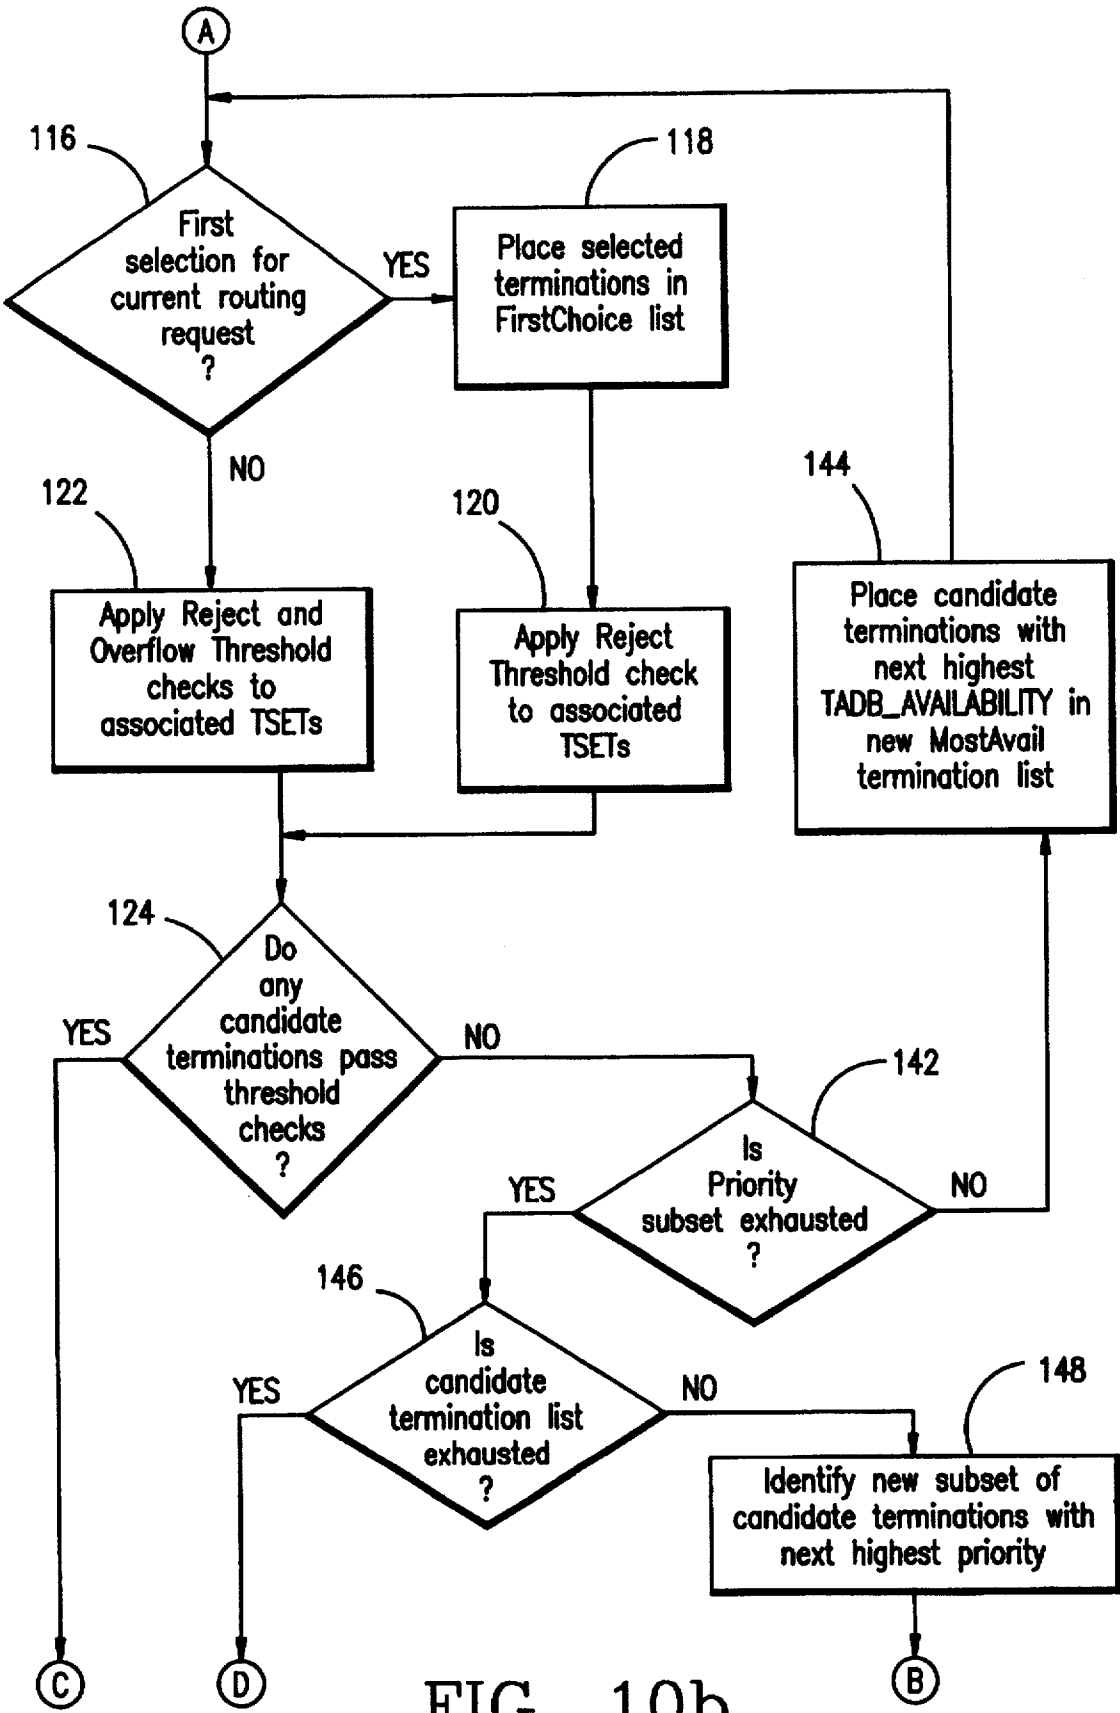 A
116
First
selection for
current routing
request
?
YES
118
Place selected
terminations in
FirstChoice list
NO
122
Apply Reject and
Overflow Threshold
checks to
associated TSETs
120
Apply Reject
Threshold check
to associated
TSETs
144
Place candidate
terminations with
next highest
TADB_AVAILABILITY in
new MostAvail
termination list
124
Do
any
candidate
terminations pass
threshold
checks
?
YES
NO
142
Is
Priority
subset exhausted
?
YES
NO
146
Is
candidate
termination list
exhausted
?
YES
NO
148
Identify new subset of
candidate terminations with
next highest priority
C
D
B
FIG. 10b